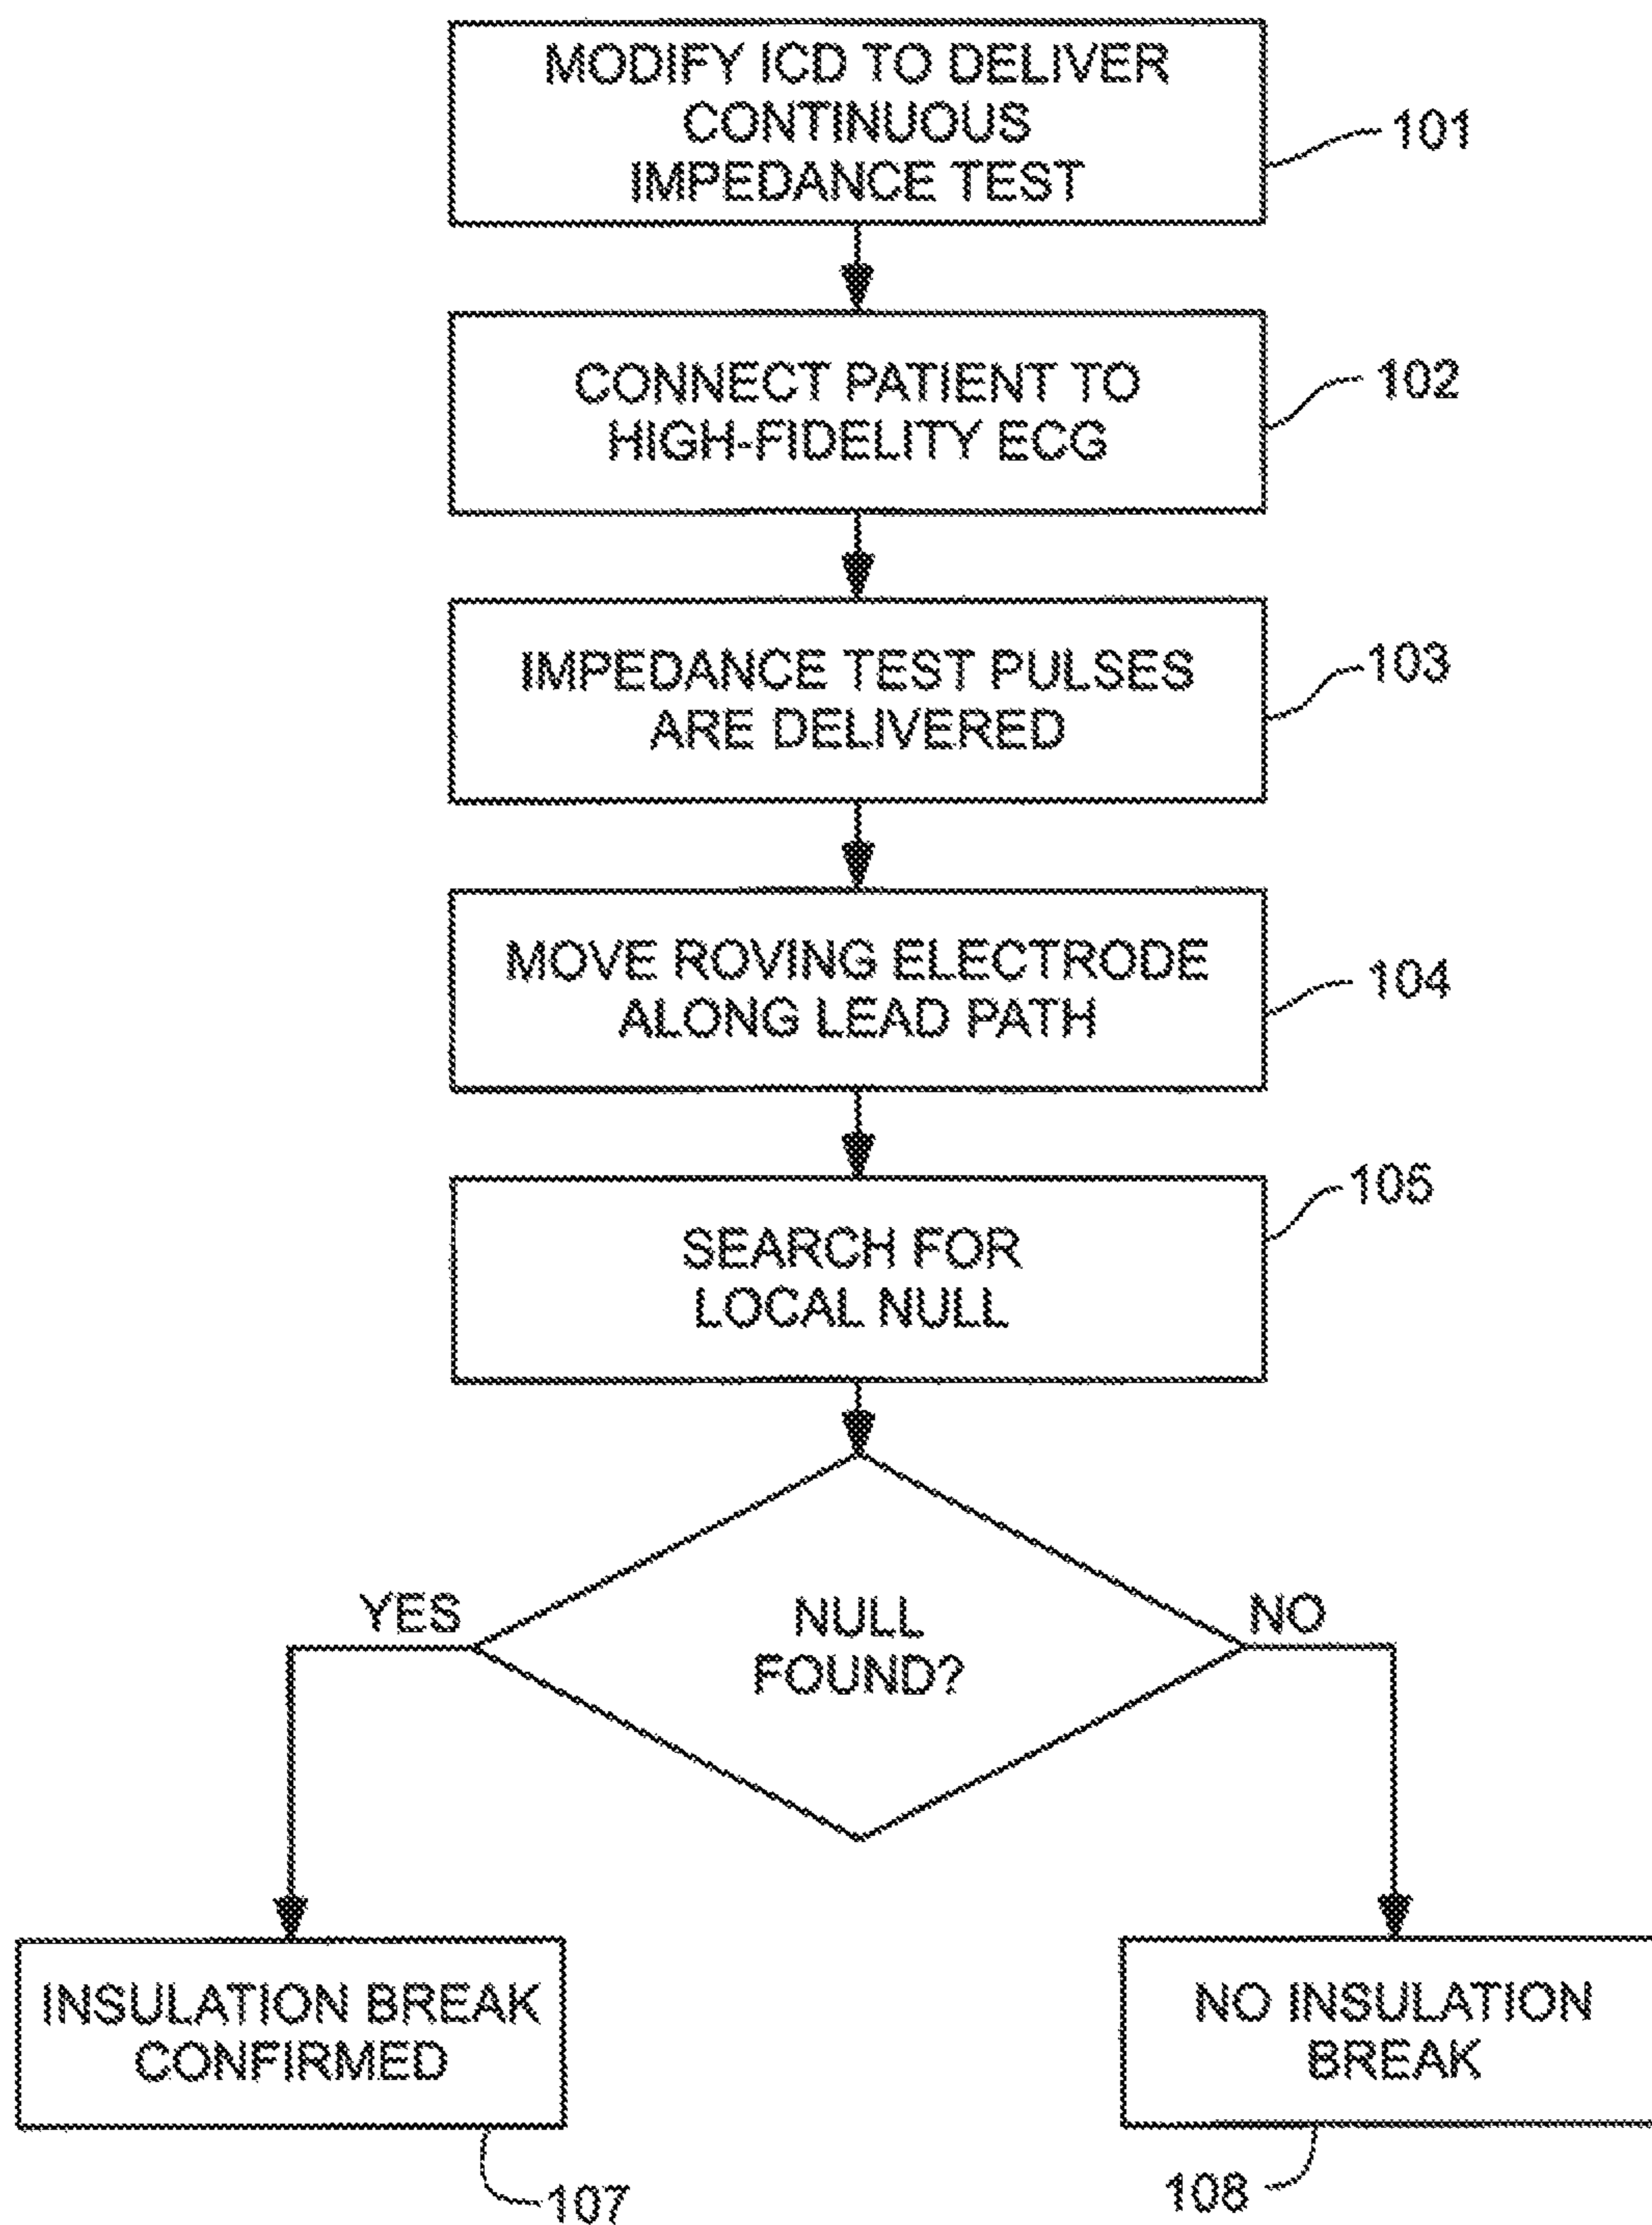 MODIFY ICD TO DELIVER
CONTINUOUS
IMPEDANCE TEST
101
CONNECT PATIENT TO
HIGH-FIDELITY ECG
102
IMPEDANCE TEST PULSES
ARE DELIVERED
103
MOVE ROVING ELECTRODE
ALONG LEAD PATH
104
SEARCH FOR
LOCAL NULL
105
YES
NULL
FOUND?
NO
INSULATION BREAK
CONFIRMED
107
NO INSULATION
BREAK
108